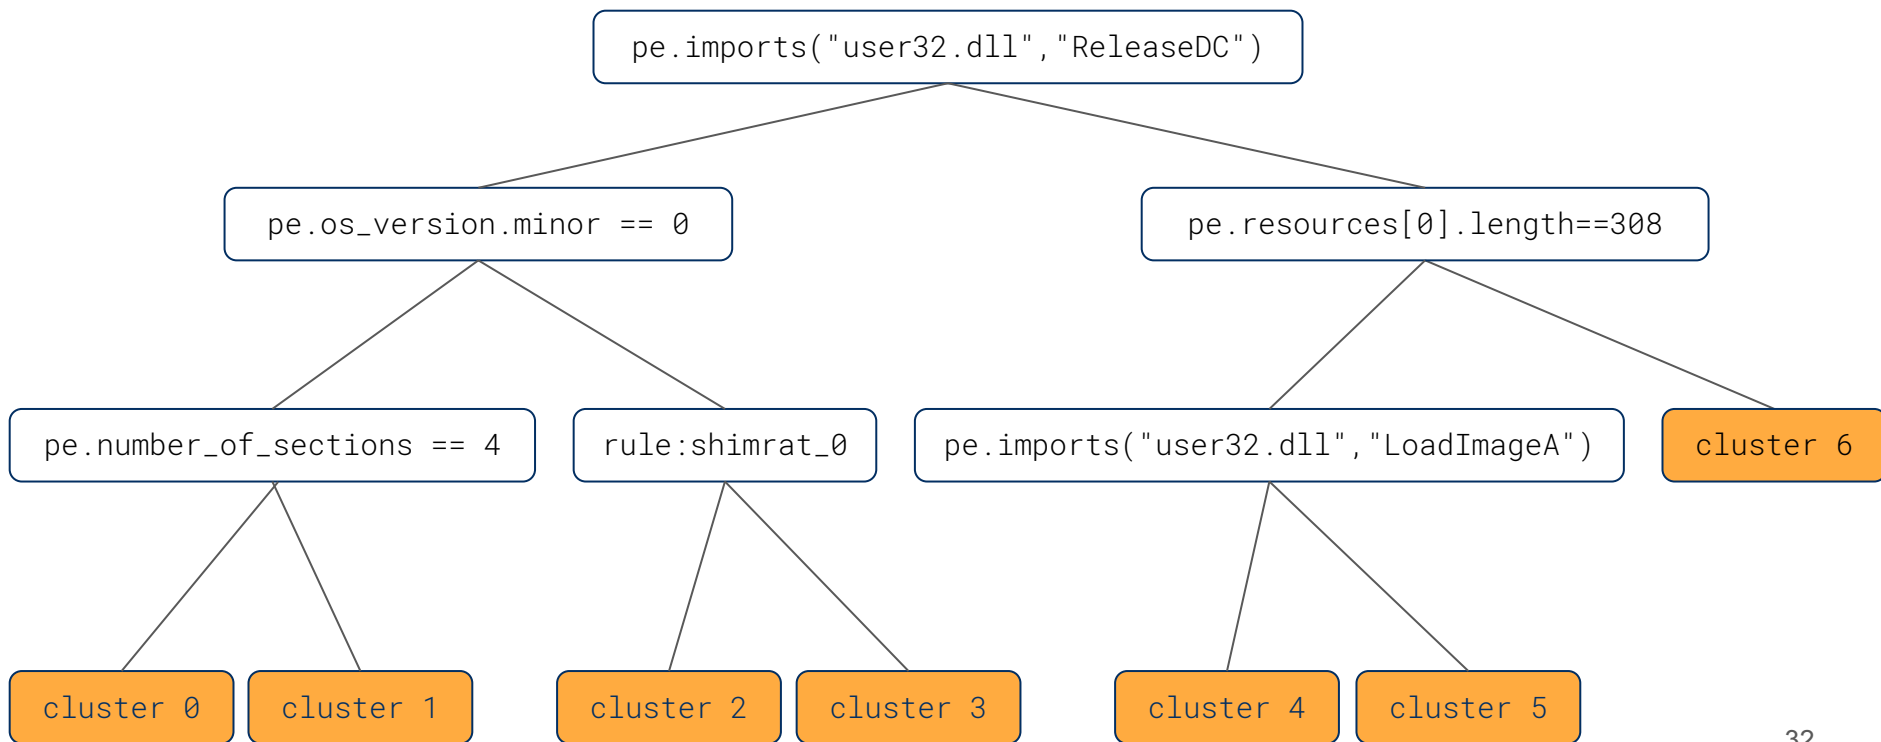 pe.imports("user32.dll","ReleaseDC")
pe.os_version.minor == 0
pe.resources[0].length==308
pe.number_of_sections == 4
rule:shimrat_0
pe.imports("user32.dll","LoadImageA")
cluster 6
cluster 0
cluster 1
cluster 2
cluster 3
cluster 4
cluster 5
32